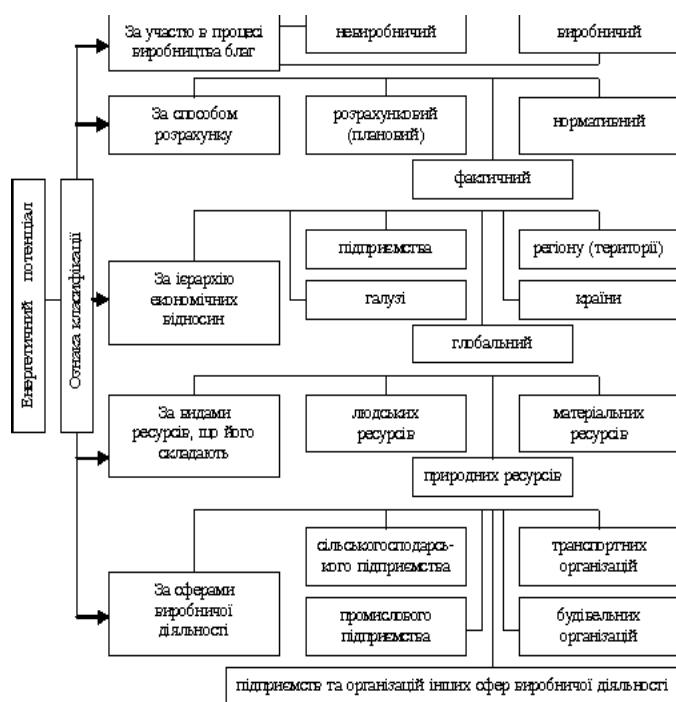 За участю в процесі
виробництва благ
невиробничий
виробничий
За способом
розрахунку
розрахунковий
(плановий)
нормативний
фактичний
Енергетичний потенціал
Ознака класифікації
За ієрархію
економічних
відносин
підприємства
регіону (території)
галузі
країни
глобальний
За видами
ресурсів, що його
складають
людських
ресурсів
матеріальних
ресурсів
природних ресурсів
За сферами
виробничої
діяльності
сільськогосподарсь-
кого підприємства
транспортних
організацій
промислового
підприємства
будівельних
організацій
підприємств та організацій інших сфер виробничої діяльності